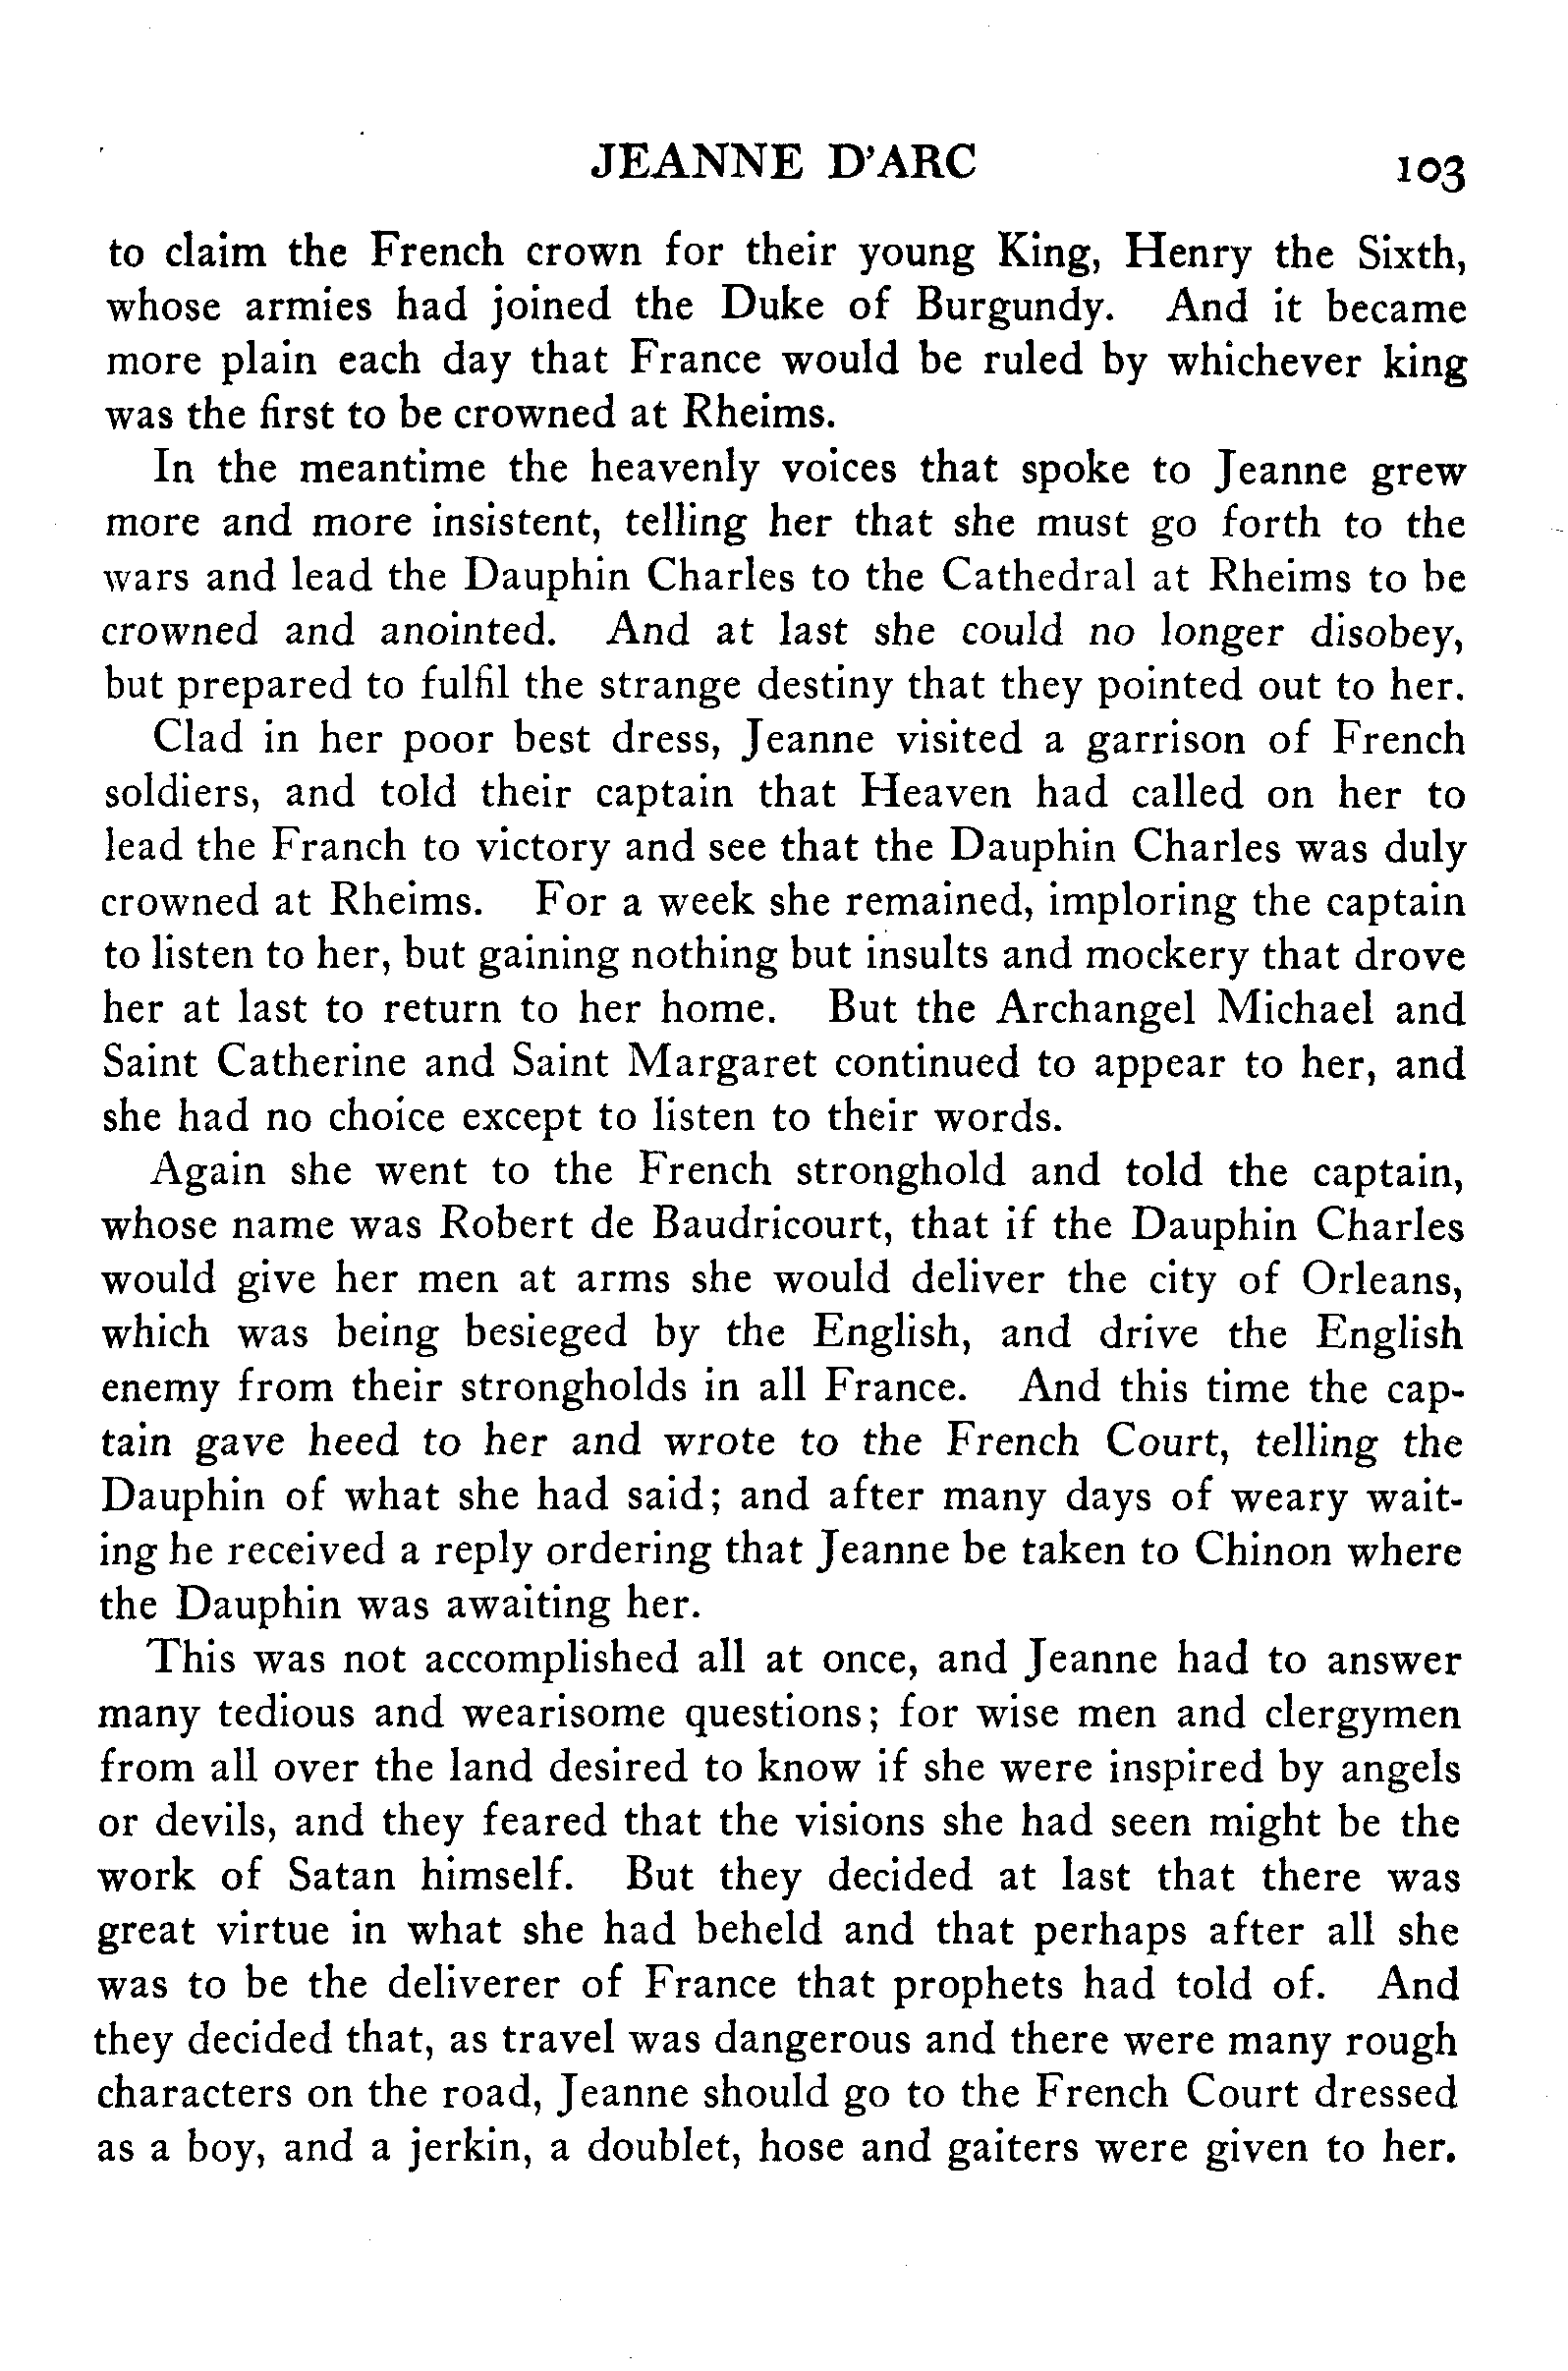 JEANNE D'ARC 103
to claim the French crown for their young King, Henry the Sixth,
whose armies had joined the Duke of Burgundy. And it became
more plain each day that France would be ruled by whichever king
was the first to be crowned at Rheims.
In the meantime the heavenly voices that spoke to Jeanne grew
more and more insistent, telling her that she must go forth to the
wars and lead the Dauphin Charles to the Cathedral at Rheims to be
crowned and anointed. And at last she could no longer disobey,
but prepared to fulfil the strange destiny that they pointed out to her.
Clad in her poor best dress, Jeanne visited a garrison of French
soldiers, and told their captain that Heaven had called on her to
lead the Franch to victory and see that the Dauphin Charles was duly
crowned at Rheims. For a week she remained, imploring the captain
to listen to her, but gaining nothing but insults and mockery that drove
her at last to return to her home. But the Archangel Michael and
Saint Catherine and Saint Margaret continued to appear to her, and
she had no choice except to listen to their words.
Again she went to the French stronghold and told the captain,
whose name was Robert de Baudricourt, that if the Dauphin Charles
would give her men at arms she would deliver the city of Orleans,
which was being besieged by the English, and drive the English
enemy from their strongholds in all France. And this time the cap-
tain gave heed to her and wrote to the French Court, telling the
Dauphin of what she had said; and after many days of weary wait-
ing he received a reply ordering that Jeanne be taken to Chinon where
the Dauphin was awaiting her.
This was not accomplished all at once, and Jeanne had to answer
many tedious and wearisome questions; for wise men and clergymen
from all over the land desired to know if she were inspired by angels
or devils, and they feared that the visions she had seen might be the
work of Satan himself. But they decided at last that there was
great virtue in what she had beheld and that perhaps after all she
was to be the deliverer of France that prophets had told of. And
they decided that, as travel was dangerous and there were many rough
characters on the road, Jeanne should go to the French Court dressed
as a boy, and a jerkin, a doublet, hose and gaiters were given to her.